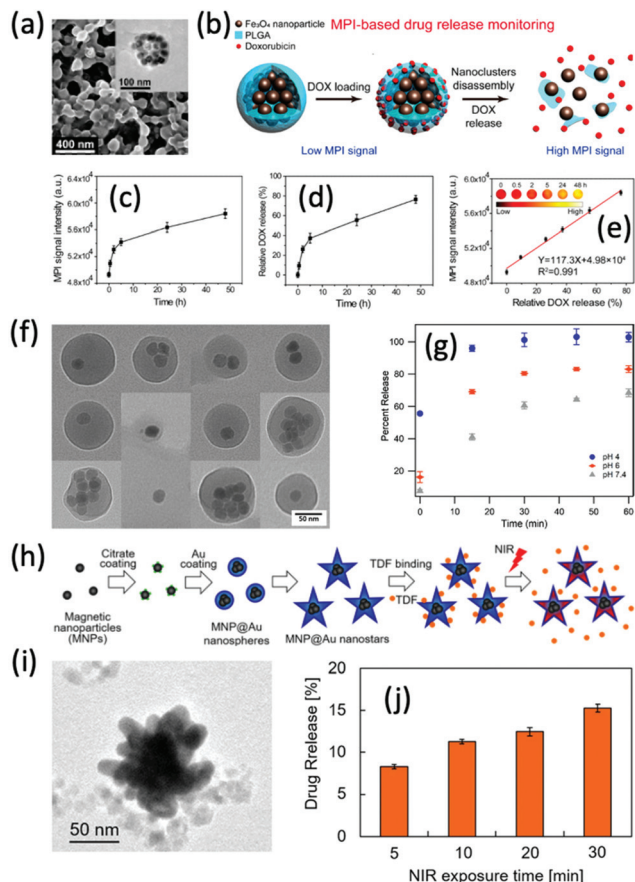 (a)
100 nm
400 nm
(b)
Fe₃O₄ nanoparticle
PLGA
Doxorubicin
MPI-based drug release monitoring
DOX loading
Nanoclusters
disassembly
DOX
release
Low MPI signal
High MPI signal
(c)
MPI signal intensity (a.u.)
6.0x10⁴
5.6x10⁴
5.2x10⁴
4.8x10⁴
0 10 20 30 40 50
Time (h)
(d)
Relative DOX release (%)
100
80
60
40
20
0
0 10 20 30 40 50
Time (h)
(e)
MPI signal intensity (a.u.)
6.0x10⁴
5.6x10⁴
5.2x10⁴
4.8x10⁴
0 0.5 2 5 24 48 h
Low High
Y=117.3X+4.98×10⁴
R²=0.991
0 20 40 60 80
Relative DOX release (%)
(f)
50 nm
(g)
Percent Release
100
80
60
40
20
pH 4
pH 6
pH 7.4
0 10 20 30 40 50 60
Time (min)
(h)
Citrate
coating
Au
coating
TDF binding
TDF
NIR
Magnetic
nanoparticles
(MNPs)
MNP@Au
nanospheres
MNP@Au nanostars
(i)
50 nm
(j)
Drug Rrelease [%]
20
15
10
5
0
5 10 20 30
NIR exposure time [min]